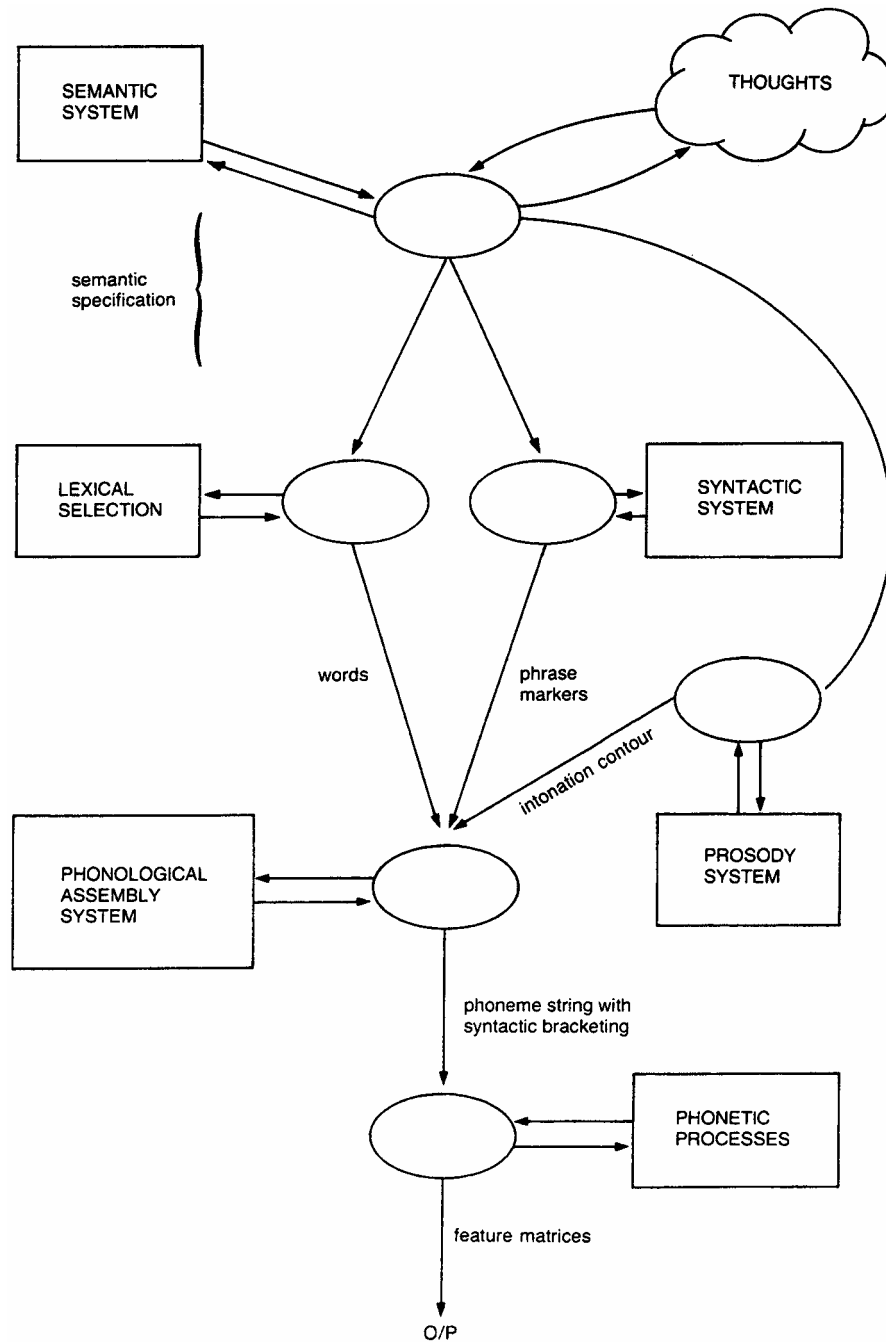 SEMANTIC
SYSTEM
THOUGHTS
semantic
specification
LEXICAL
SELECTION
SYNTACTIC
SYSTEM
words
phrase
markers
intonation contour
PHONOLOGICAL
ASSEMBLY
SYSTEM
PROSODY
SYSTEM
phoneme string with
syntactic bracketing
PHONETIC
PROCESSES
feature matrices
O/P